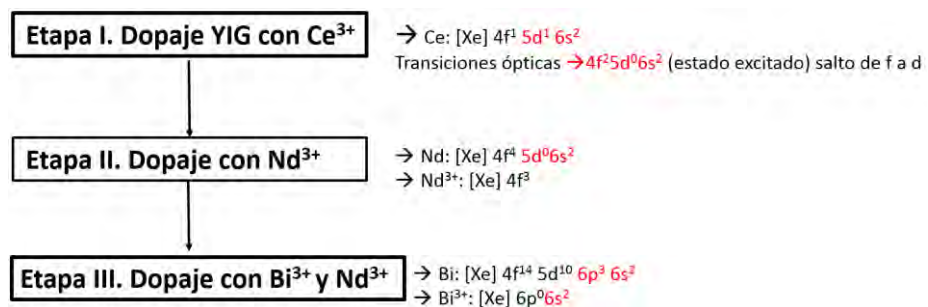 Etapa I. Dopaje YIG con Ce³⁺
→ Ce: [Xe] 4f¹ 5d¹ 6s²
Transiciones ópticas →4f²5d⁰6s² (estado excitado) salto de f a d
Etapa II. Dopaje con Nd³⁺
→ Nd: [Xe] 4f⁴ 5d⁰6s²
→ Nd³⁺: [Xe] 4f³
Etapa III. Dopaje con Bi³⁺ y Nd³⁺
→ Bi: [Xe] 4f¹⁴ 5d¹⁰ 6p³ 6s²
→ Bi³⁺: [Xe] 6p⁰6s²